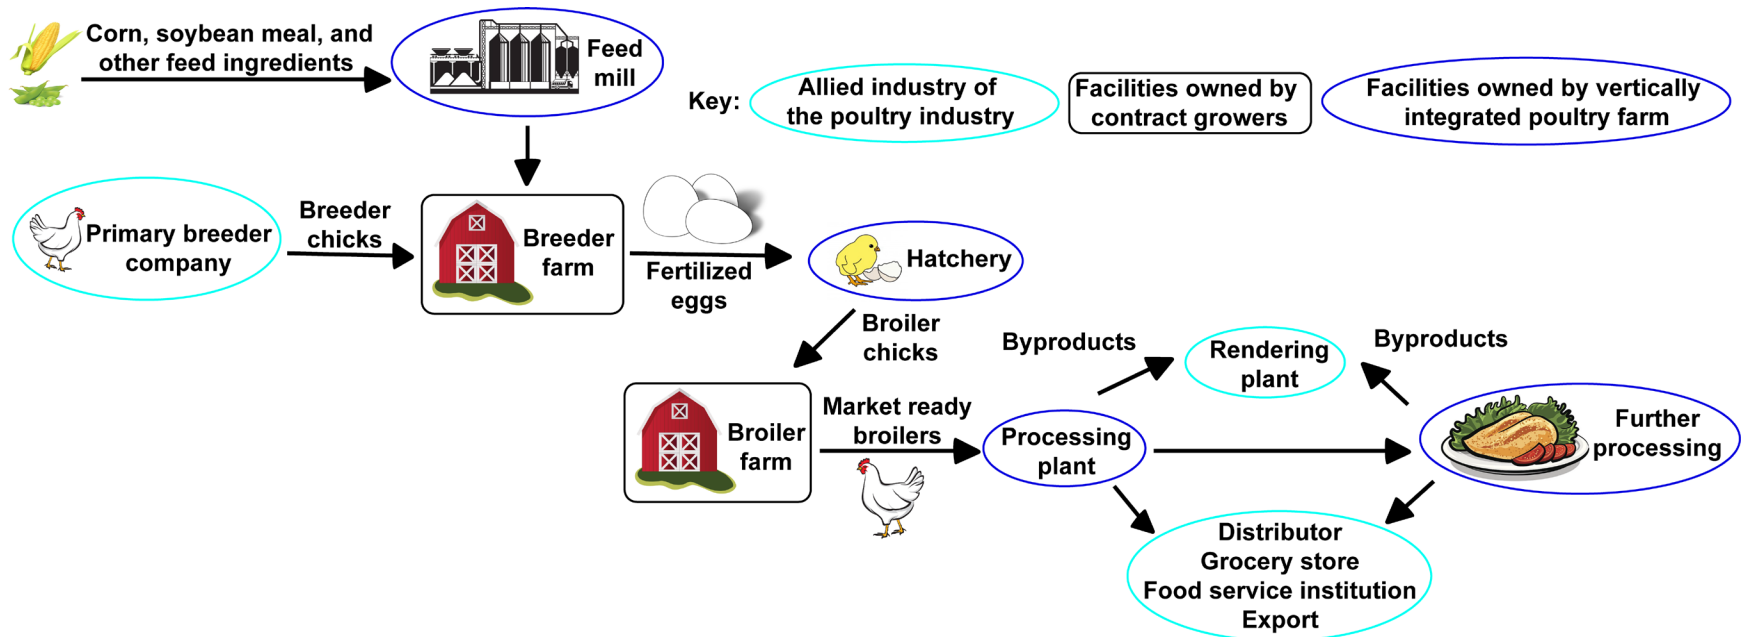 Corn, soybean meal, and
other feed ingredients
Feed
mill
Key:
Allied industry of
the poultry industry
Facilities owned by
contract growers
Facilities owned by vertically
integrated poultry farm
Primary breeder
company
Breeder
chicks
Breeder
farm
Fertilized
eggs
Hatchery
Broiler
chicks
Broiler
farm
Market ready
broilers
Processing
plant
Byproducts
Rendering
plant
Byproducts
Further
processing
Distributor
Grocery store
Food service institution
Export